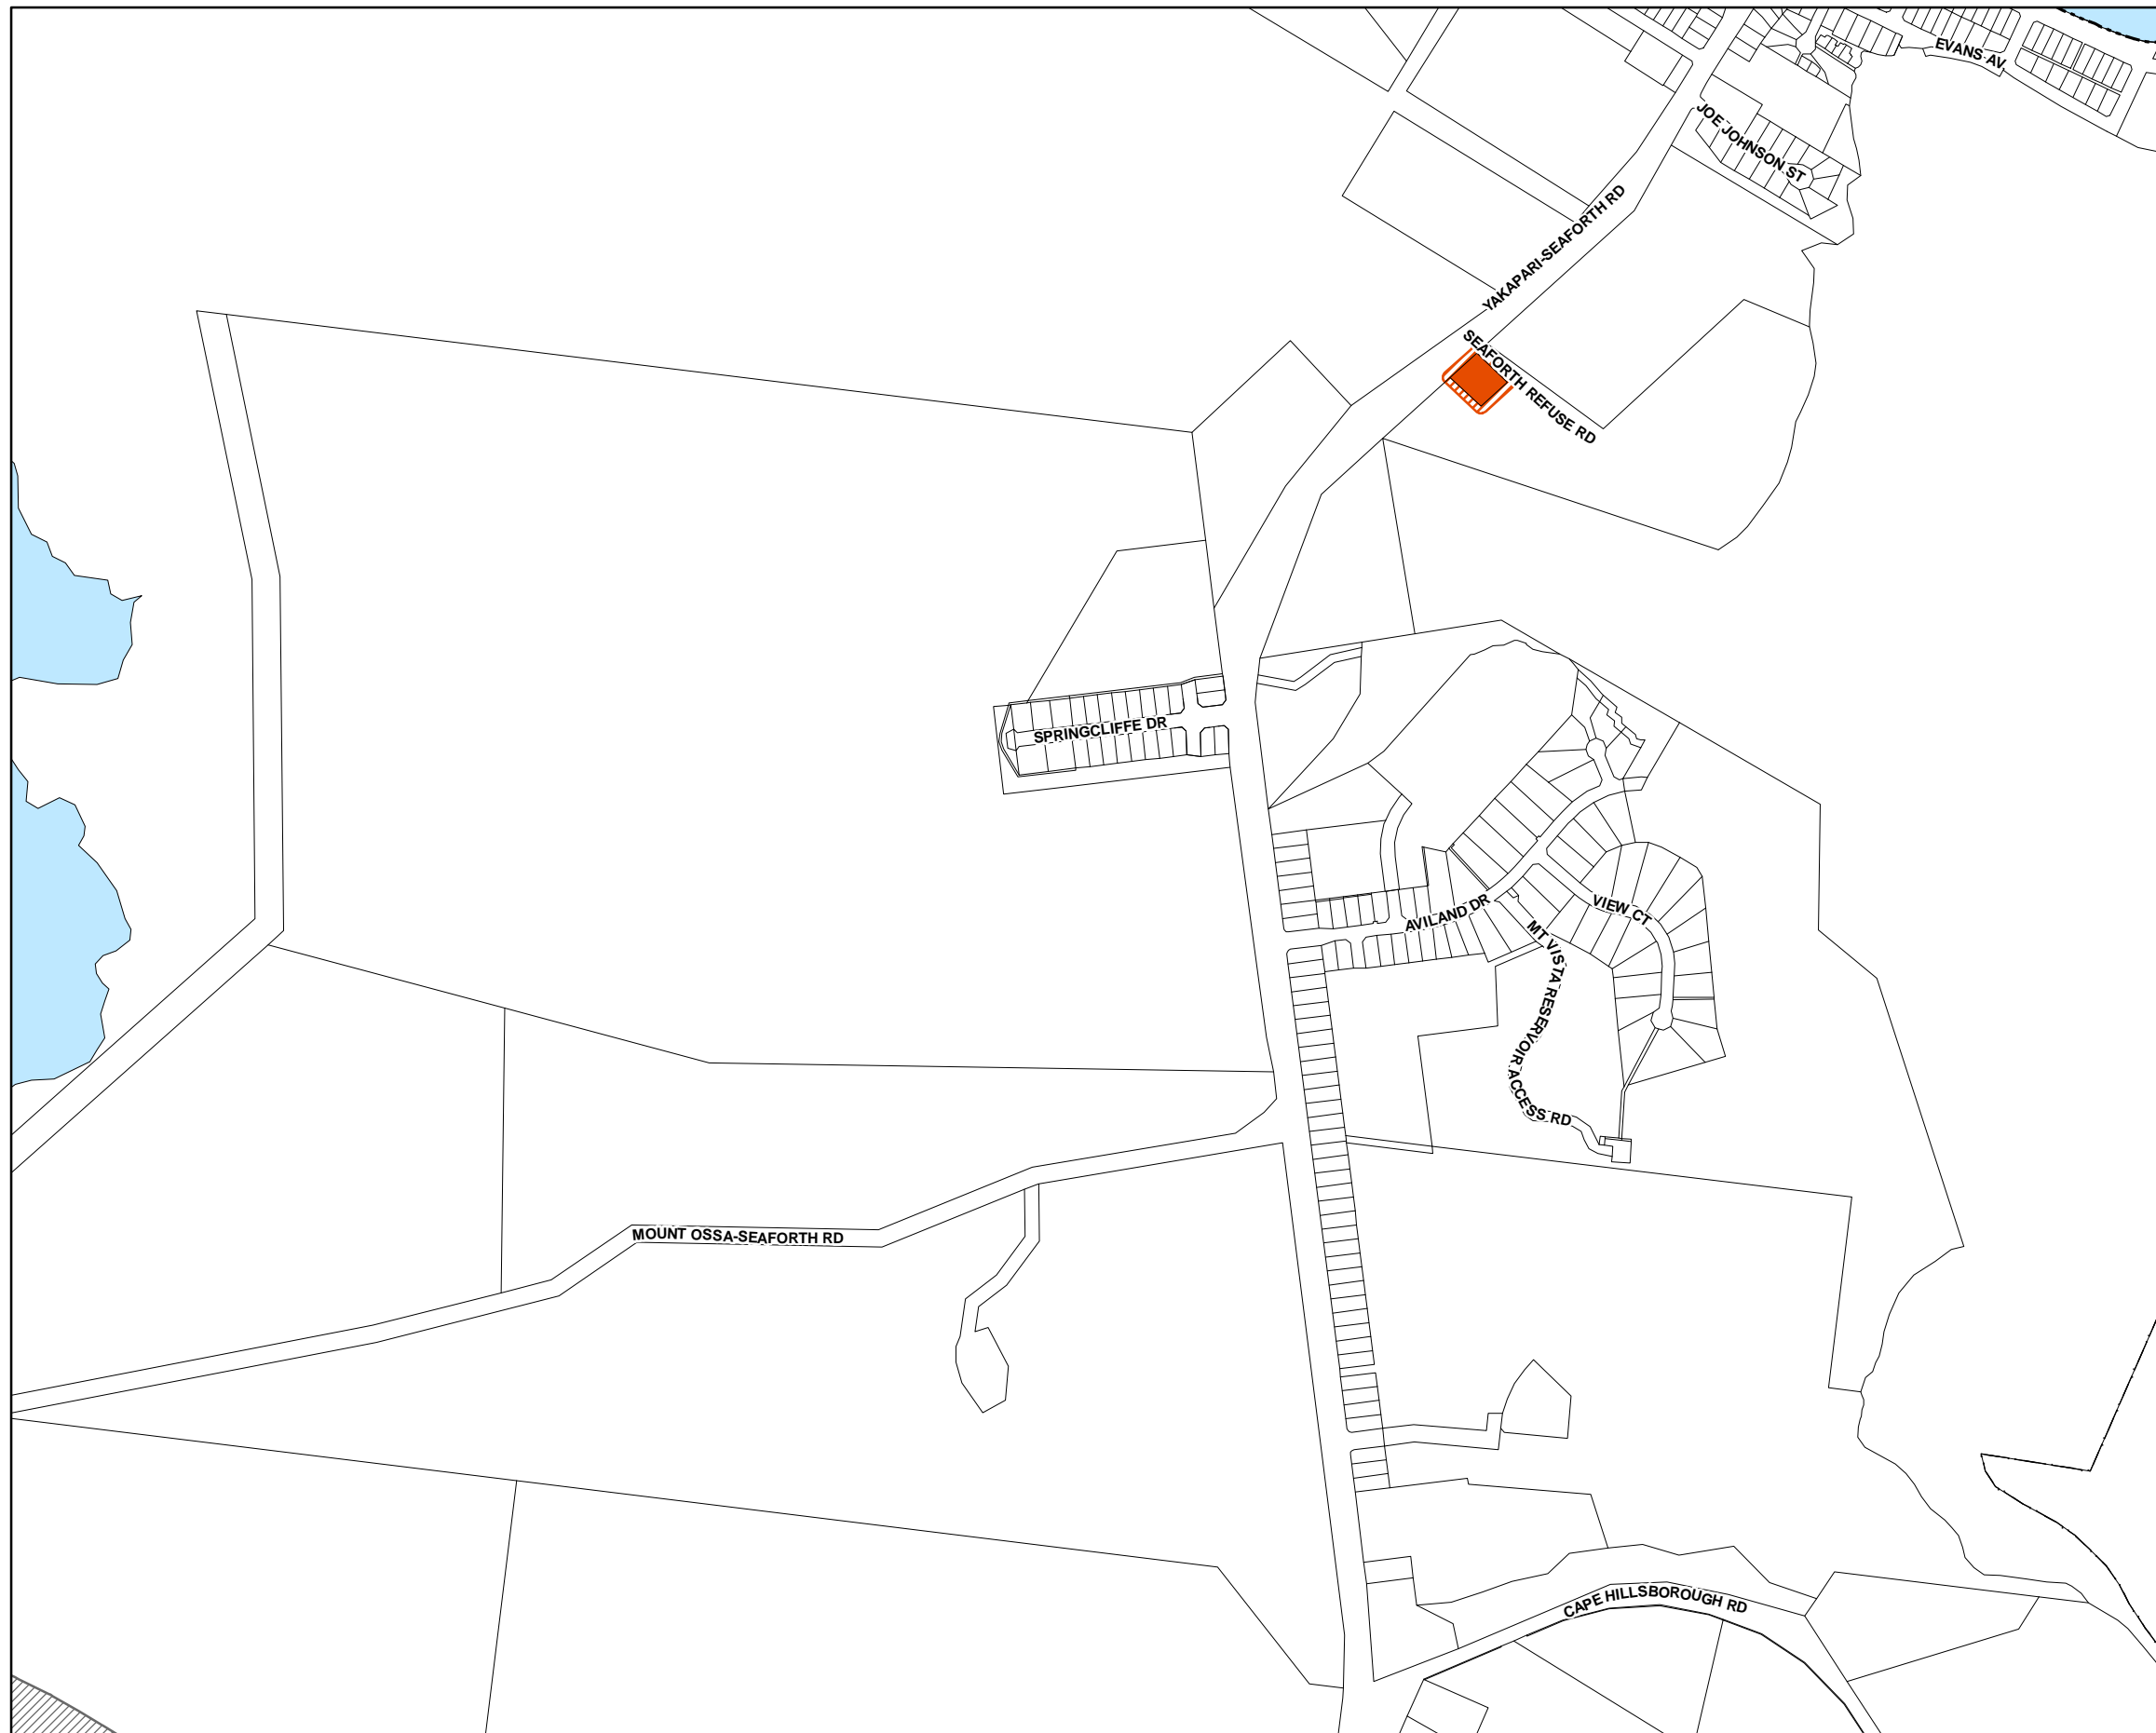 EVANS AV
JOE JOHNSON ST
YAKAPARI-SEAFORTH RD
SEAFORTH REFUSE RD
SPRINGCLIFFE DR
AVILAND DR
VIEW CT
MT VISTA RESERVOIR ACCESS RD
MOUNT OSSA-SEAFORTH RD
CAPE HILLSBOROUGH RD